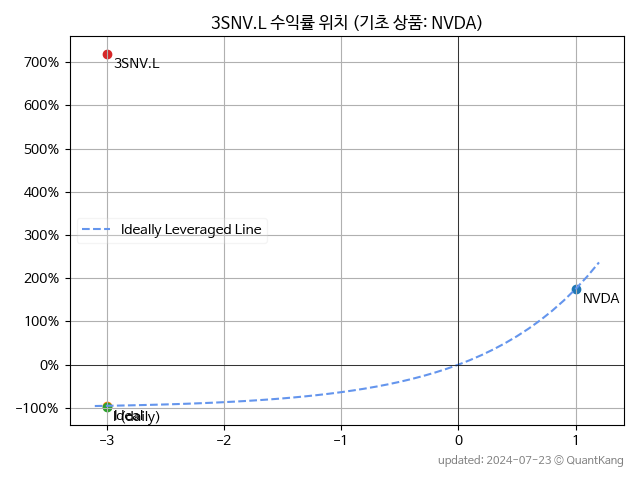 3SNV.L 수익률 위치 (기초 상품: NVDA)
700%
600%
500%
400%
300%
200%
100%
0%
-100%
3SNV.L
Ideally Leveraged Line
NVDA
(daily)
-3
-2
-1
0
1
updated: 2024-07-23 © QuantKang